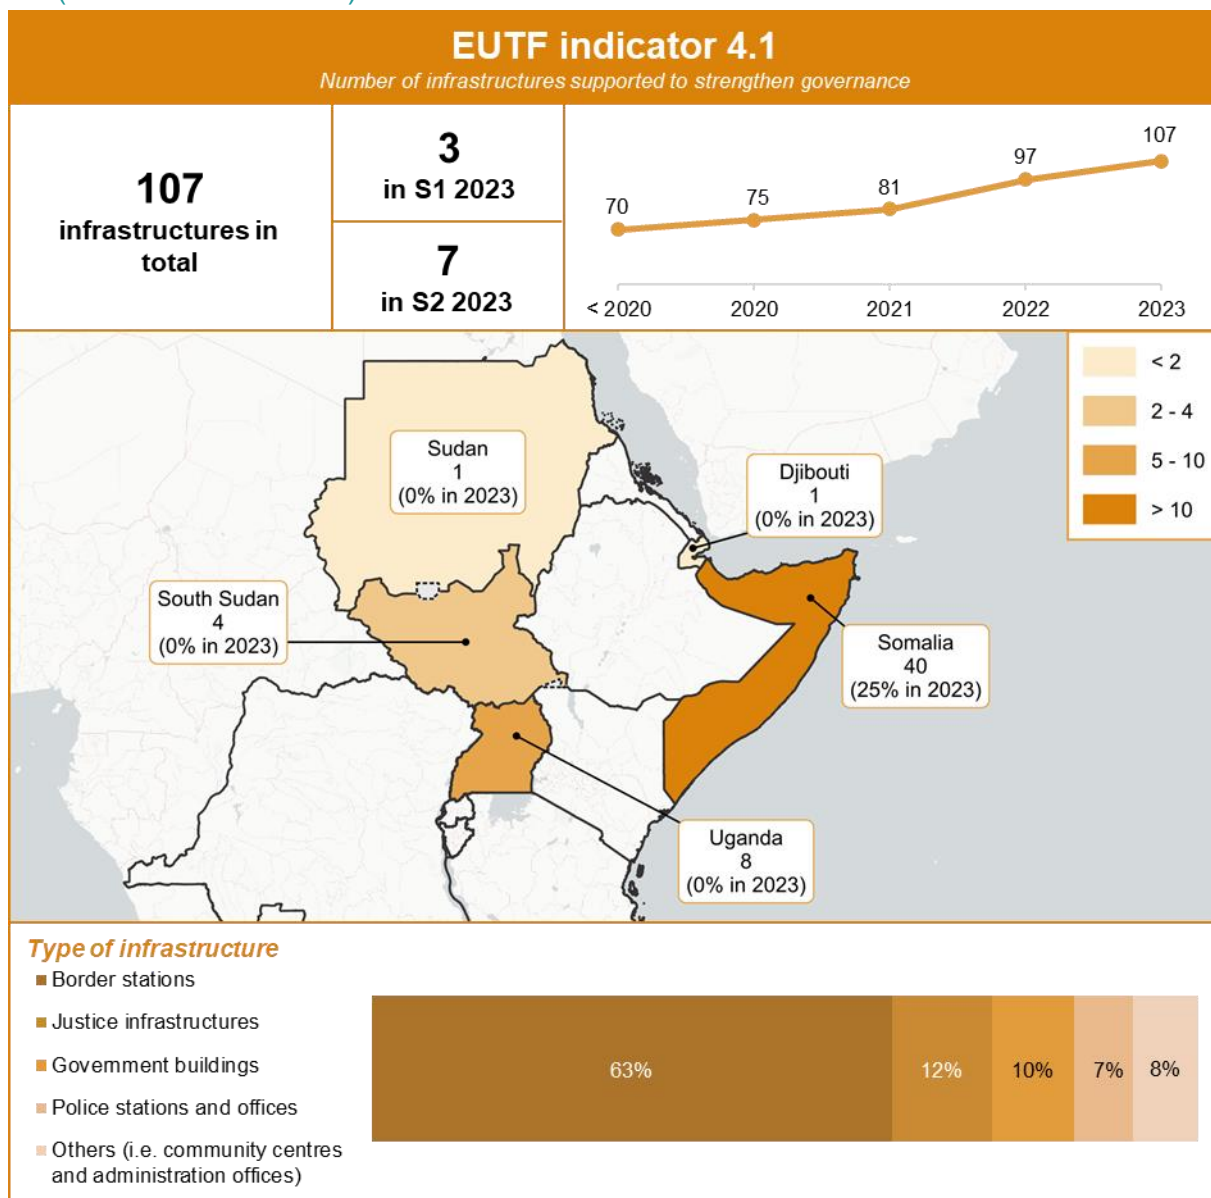 EUTF indicator 4.1
Number of infrastructures supported to strengthen governance
107
infrastructures in
total
3
in S1 2023
7
in S2 2023
70
75
81
97
107
< 2020
2020
2021
2022
2023
< 2
2 - 4
5 - 10
> 10
Sudan
1
(0% in 2023)
Djibouti
1
(0% in 2023)
South Sudan
4
(0% in 2023)
Somalia
40
(25% in 2023)
Uganda
8
(0% in 2023)
Type of infrastructure
Border stations
Justice infrastructures
Government buildings
Police stations and offices
Others (i.e. community centres
and administration offices)
63%
12%
10%
7%
8%